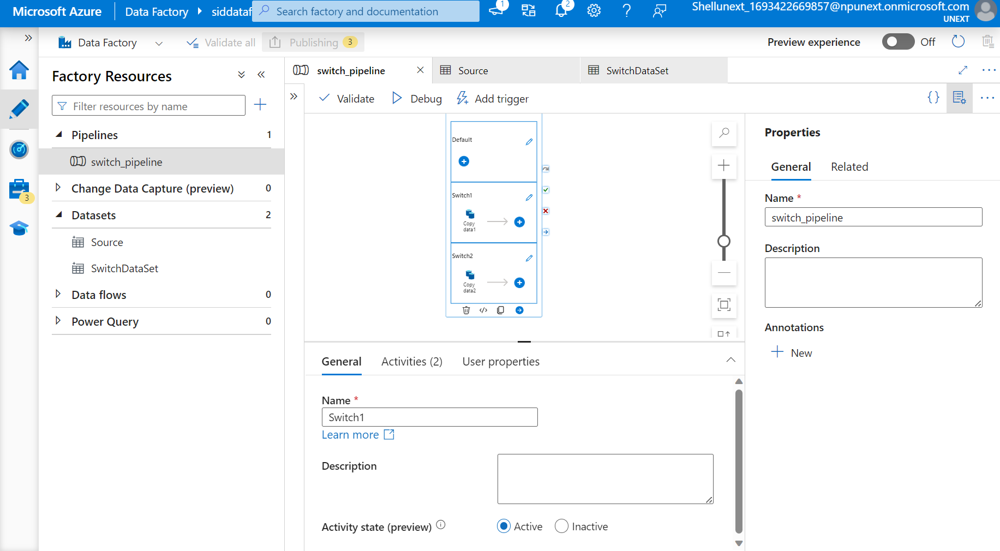 Microsoft Azure
Data Factory
siddataf
Search factory and documentation
1
2
Shellunext_1693422669857@npunext.onmicrosoft.com
UNEXT
Data Factory
Validate all
Publishing 3
Preview experience
Off
3
Factory Resources
Filter resources by name
Pipelines 1
switch_pipeline
Change Data Capture (preview) 0
Datasets 2
Source
SwitchDataSet
Data flows 0
Power Query 0
switch_pipeline
Source
SwitchDataSet
Validate
Debug
Add trigger
{}
Default
Switch1
Copy
data1
Switch2
Copy
data2
General
Activities (2)
User properties
Name *
Switch1
Learn more
Description
Activity state (preview)
Active
Inactive
Properties
General
Related
Name *
switch_pipeline
Description
Annotations
New